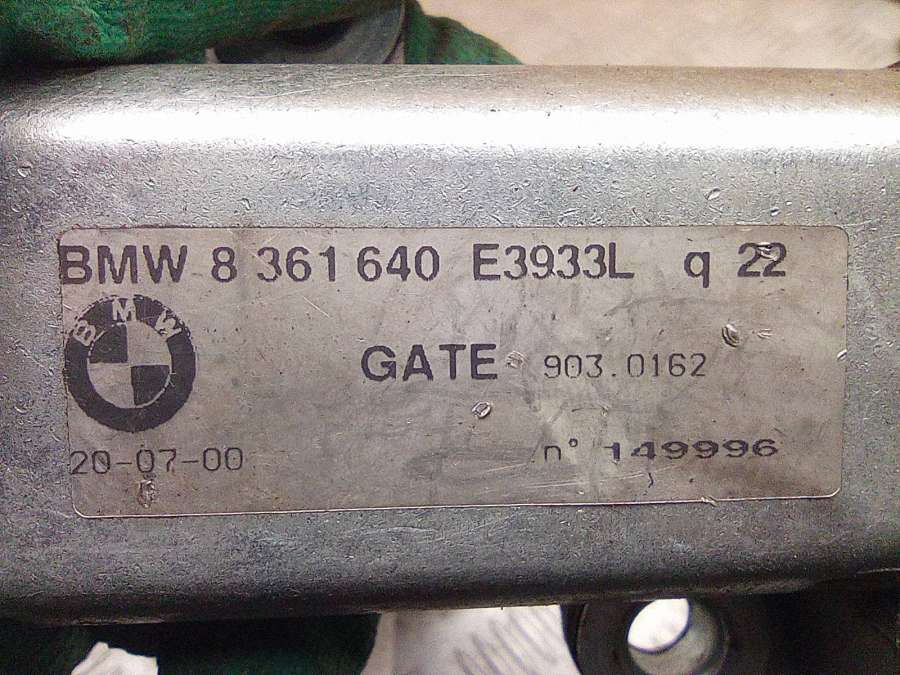 BMW 8 361 640 E3933L q 22
BMW
GATE 903.0162
20-07-00 n° 149996